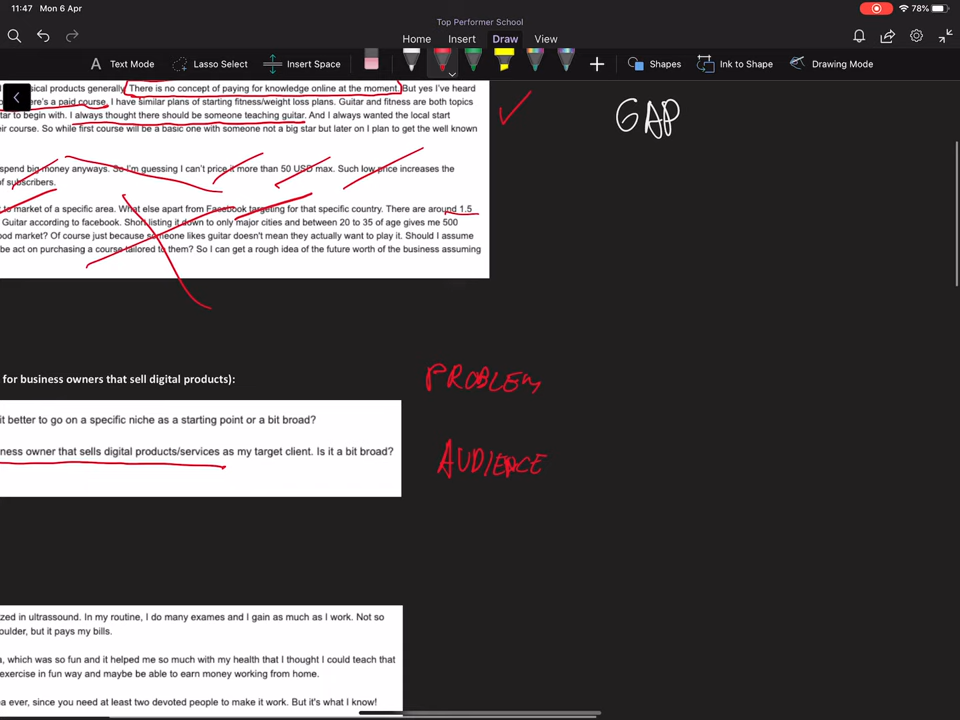 11:47 Mon 6 Apr
78%
Top Performer School
Home Insert Draw View
A Text Mode Lasso Select Insert Space Shapes Ink to Shape Drawing Mode
sical products generally. There is no concept of paying for knowledge online at the moment. But yes I've heard
ere's a paid course. I have similar plans of starting fitness/weight loss plans. Guitar and fitness are both topics
tar to begin with. I always thought there should be someone teaching guitar. And I always wanted the local start
eir course. So while first course will be a basic one with someone not a big star but later on I plan to get the well known
GAP
spend big money anyways. So I'm guessing I can't price it more than 50 USD max. Such low price increases the
of subscribers.
to market of a specific area. What else apart from Facebook targeting for that specific country. There are around 1.5
Guitar according to facebook. Short listing it down to only major cities and between 20 to 35 of age gives me 500
ood market? Of course just because someone likes guitar doesn't mean they actually want to play it. Should I assume
be act on purchasing a course tailored to them? So I can get a rough idea of the future worth of the business assuming
for business owners that sell digital products):
PROBLEM
it better to go on a specific niche as a starting point or a bit broad?
ness owner that sells digital products/services as my target client. Is it a bit broad?
AUDIENCE
zed in ultrasound. In my routine, I do many exames and I gain as much as I work. Not so
oulder, but it pays my bills.
a, which was so fun and it helped me so much with my health that I thought I could teach that
exercise in fun way and maybe be able to earn money working from home.
ea ever, since you need at least two devoted people to make it work. But it's what I know!